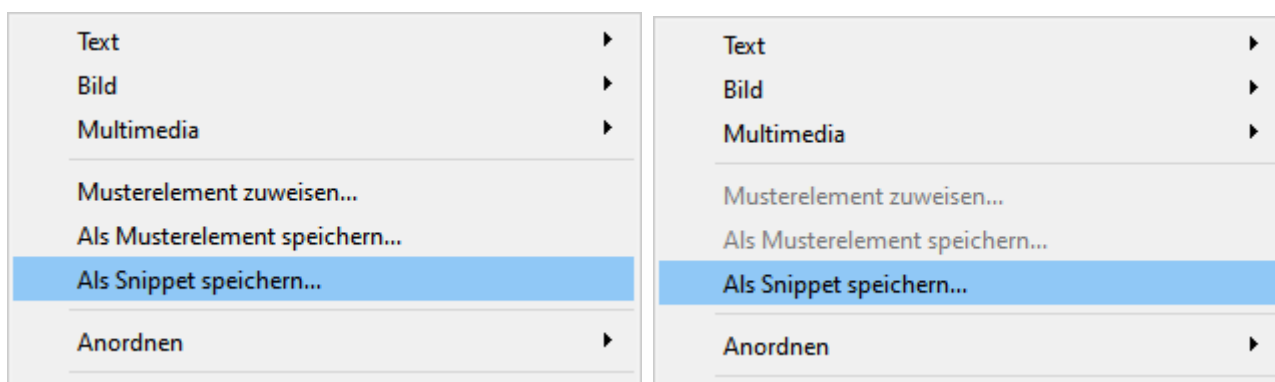 Text
Bild
Multimedia
Musterelement zuweisen...
Als Musterelement speichern...
Als Snippet speichern...
Anordnen
Text
Bild
Multimedia
Musterelement zuweisen...
Als Musterelement speichern...
Als Snippet speichern...
Anordnen